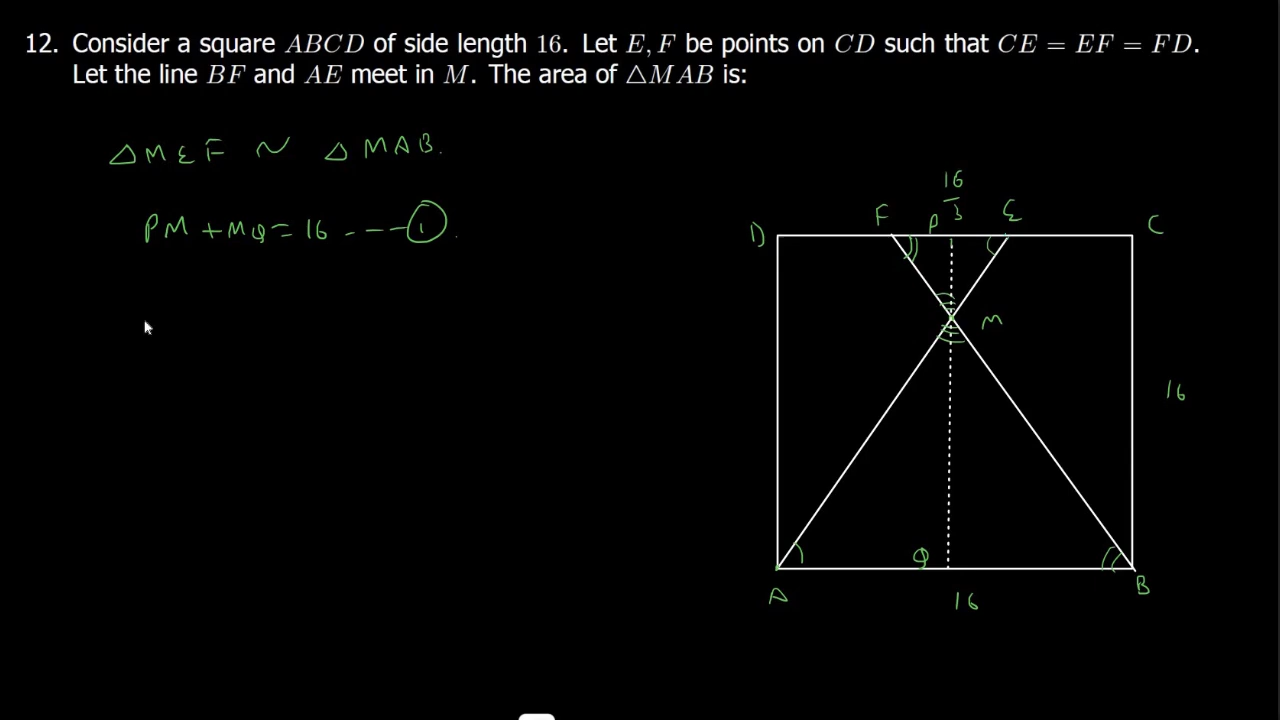 12. Consider a square ABCD of side length 16. Let E, F be points on CD such that CE = EF = FD.
Let the line BF and AE meet in M. The area of △MAB is:
△MEF ~ △MAB.
PM + MQ = 16 - - - - ①.
16
3
D
F
P
E
C
M
16
A
Q
B
16